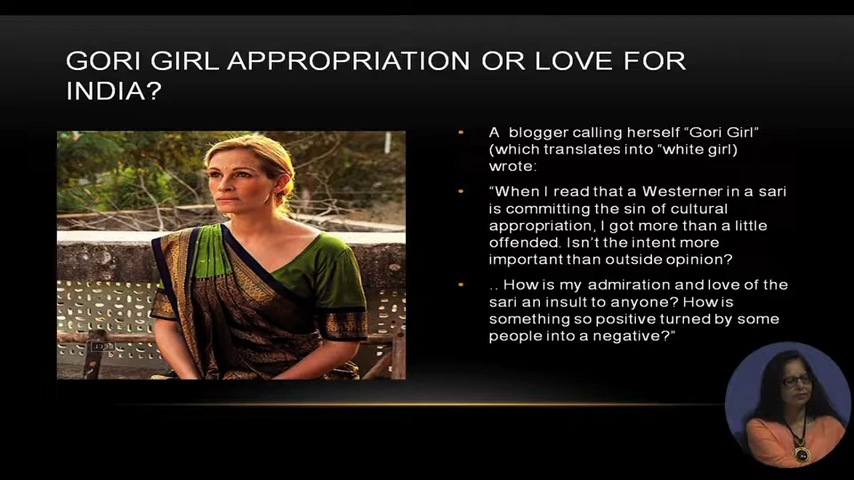 GORI GIRL APPROPRIATION OR LOVE FOR
INDIA?
A blogger calling herself “Gori Girl”
(which translates into “white girl)
wrote:
“When I read that a Westerner in a sari
is committing the sin of cultural
appropriation, I got more than a little
offended. Isn’t the intent more
important than outside opinion?
.. How is my admiration and love of the
sari an insult to anyone? How is
something so positive turned by some
people into a negative?”